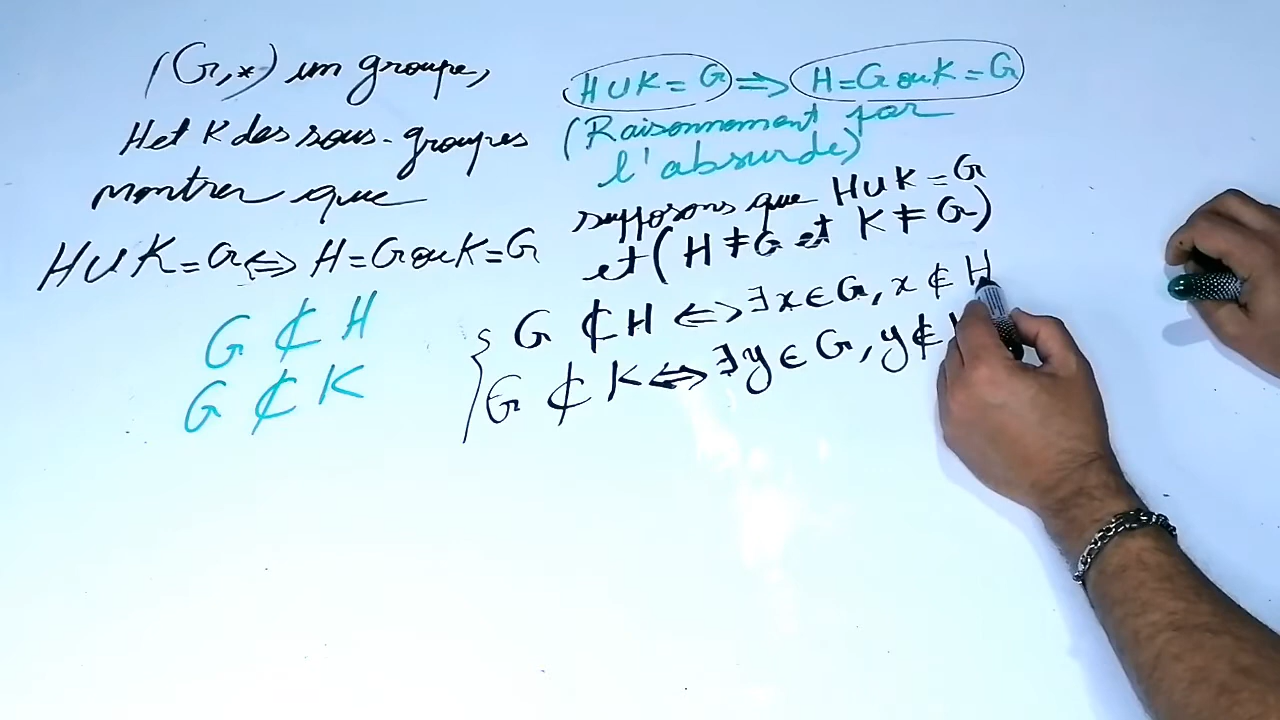 (G,*) un groupe,
H et K des sous-groupes
montrer que
H∪K=G⇔H=G ou K=G
G⊄H
G⊄K
H∪K=G⇒H=G ou K=G
(Raisonnement par
l'absurde)
supposons que H∪K=G
et(H≠G et K≠G)
{G⊄H⇔∃x∈G, x∉H
G⊄K⇔∃y∈G, y∉